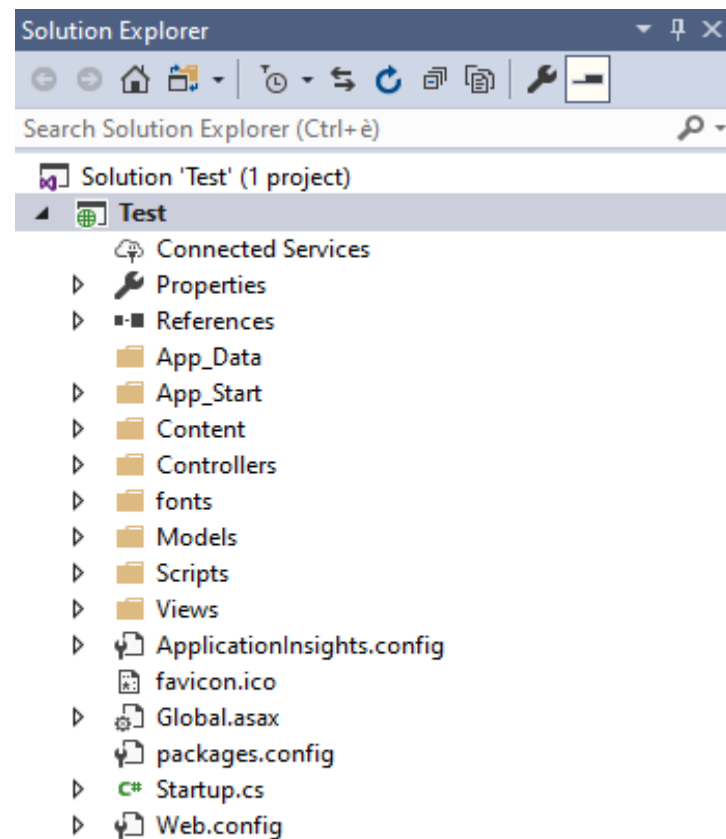 Solution Explorer
Search Solution Explorer (Ctrl+è)
Solution 'Test' (1 project)
Test
Connected Services
Properties
References
App_Data
App_Start
Content
Controllers
fonts
Models
Scripts
Views
ApplicationInsights.config
favicon.ico
Global.asax
packages.config
C# Startup.cs
Web.config